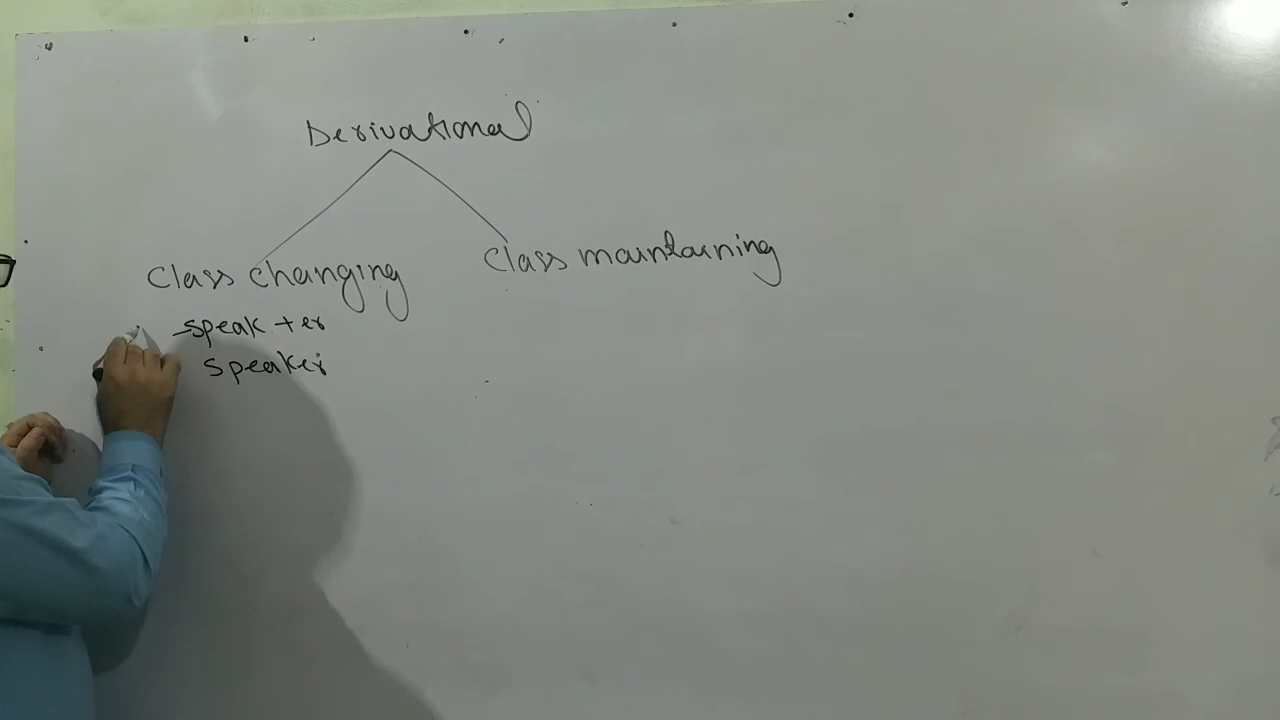 Derivational
Class changing
Class maintaining
-speak + er
speaker